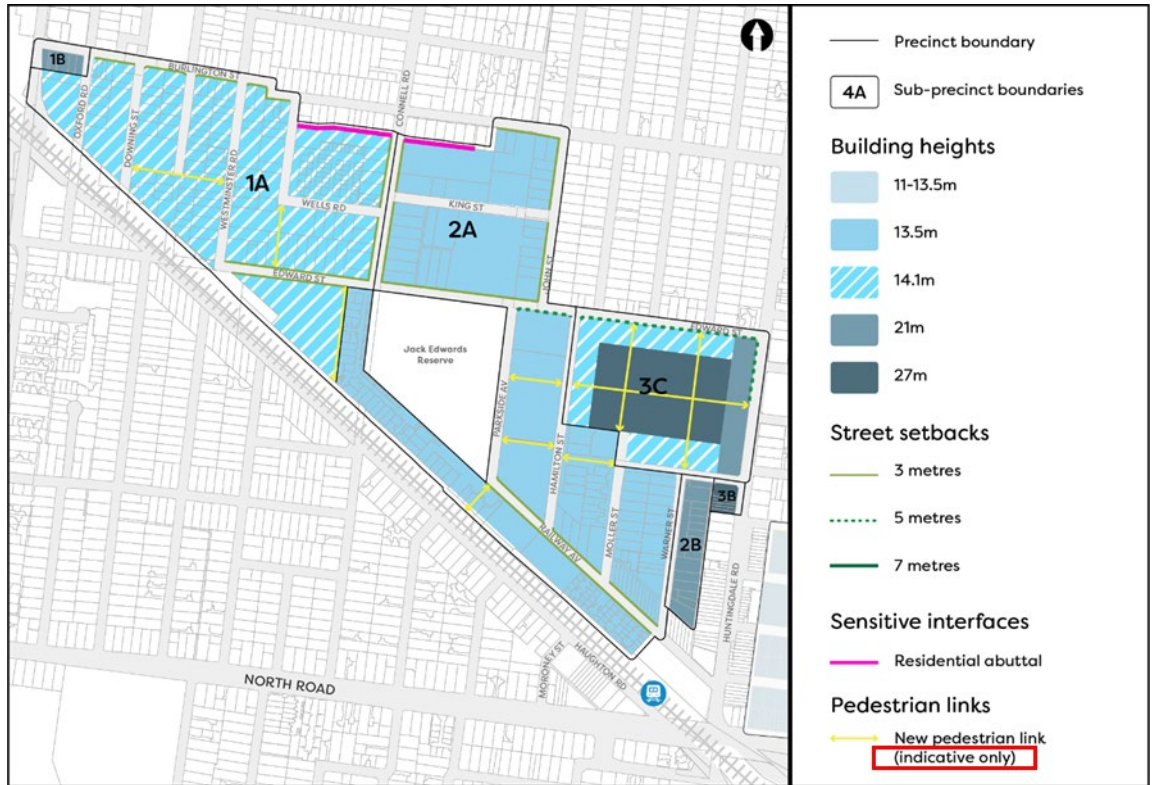 1B
BURLINGTON ST
CONNELL RD
OXFORD RD
DOWNING ST
WESTMINSTER RD
1A
WELLS RD
KING ST
2A
EDWARD ST
JOHN ST
EDWARD ST
Jack Edwards
Reserve
PARKSIDE AV
3C
HAMILTON ST
RAILWAY AV
MOLLER ST
WARNER ST
3B
2B
HUNTINGDALE RD
MORONEY ST
HAUGHTON RD
NORTH ROAD
Precinct boundary
4A
Sub-precinct boundaries
Building heights
11-13.5m
13.5m
14.1m
21m
27m
Street setbacks
3 metres
5 metres
7 metres
Sensitive interfaces
Residential abuttal
Pedestrian links
New pedestrian link
(indicative only)